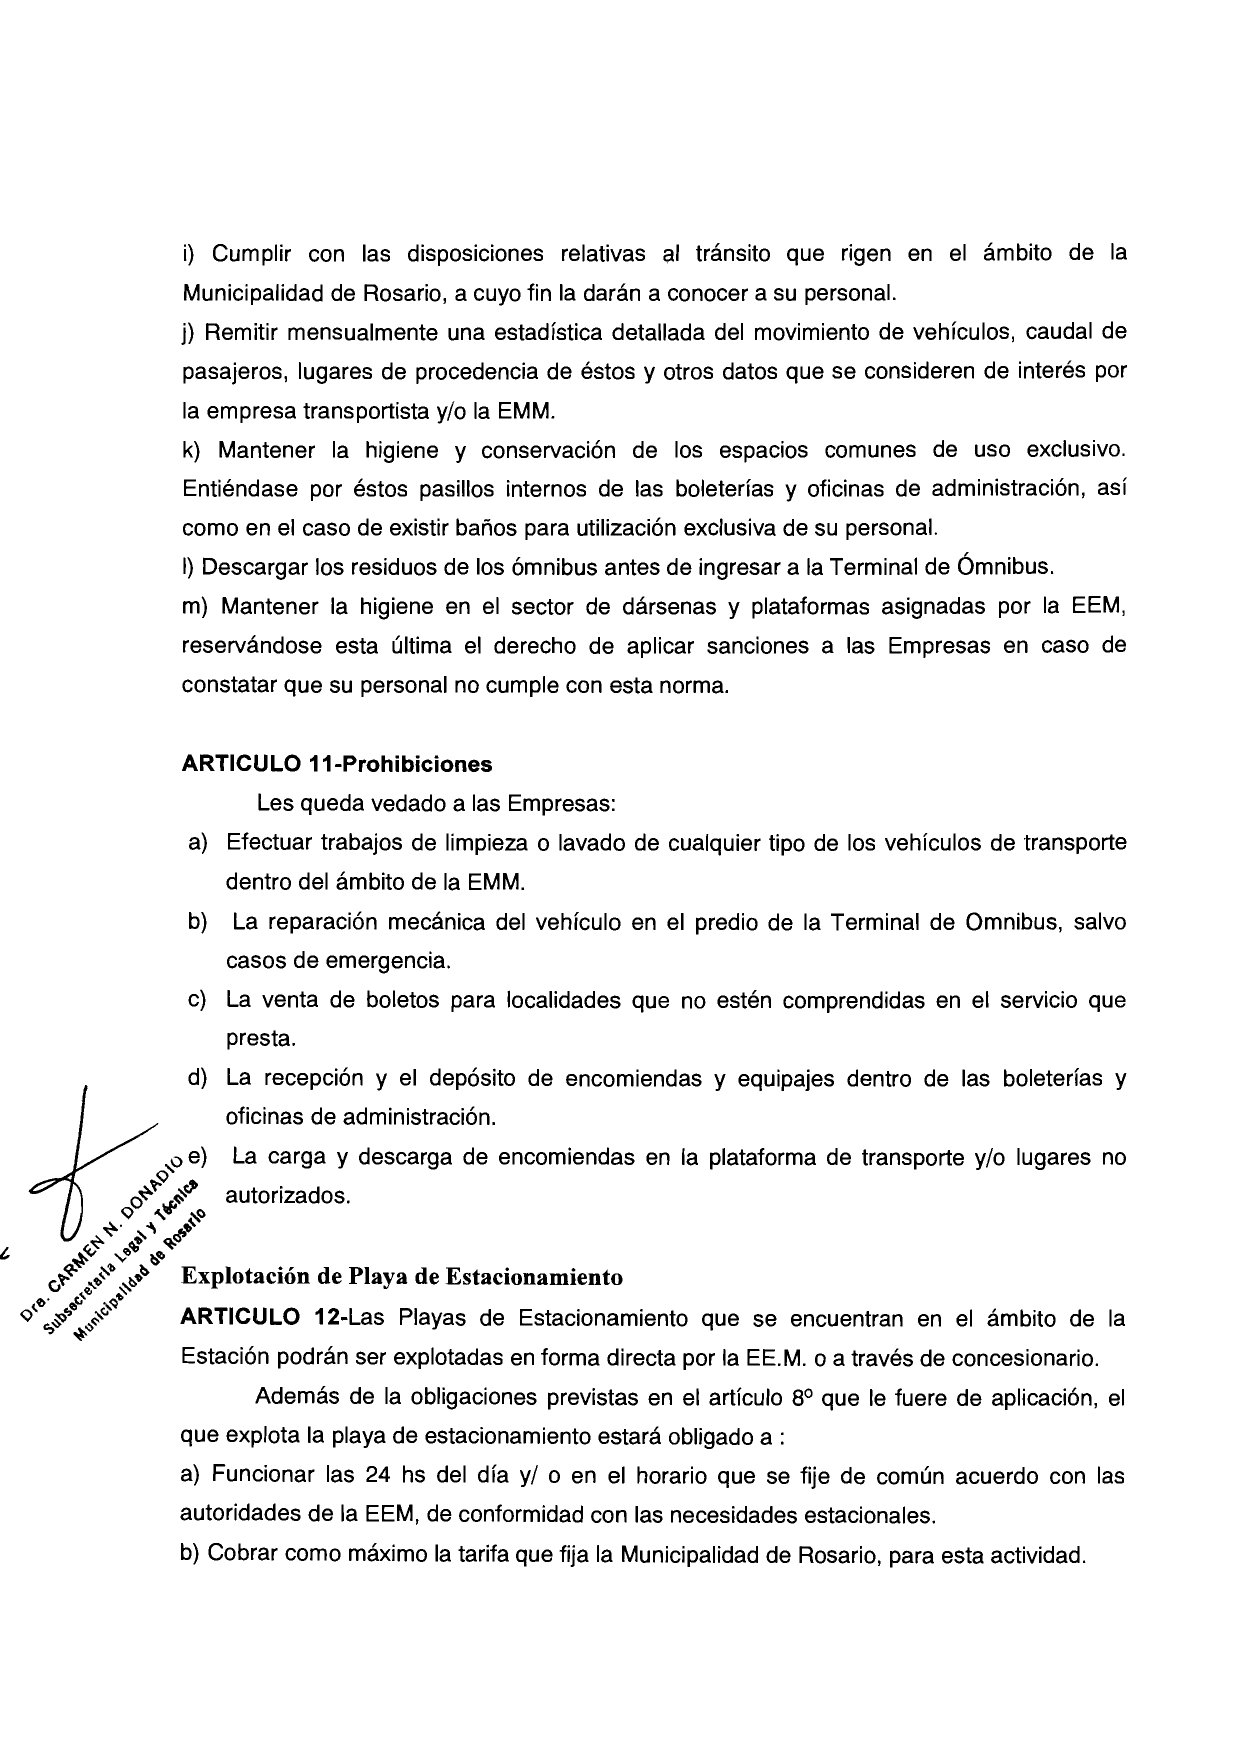 i) Cumplir con las disposiciones relativas al tránsito que rigen en el ámbito de la
Municipalidad de Rosario, a cuyo fin la darán a conocer a su personal.
j) Remitir mensualmente una estadística detallada del movimiento de vehículos, caudal de
pasajeros, lugares de procedencia de éstos y otros datos que se consideren de interés por
la empresa transportista y/o la EMM.
k) Mantener la higiene y conservación de los espacios comunes de uso exclusivo.
Entiéndase por éstos pasillos internos de las boleterías y oficinas de administración, así
como en el caso de existir baños para utilización exclusiva de su personal.
l) Descargar los residuos de los ómnibus antes de ingresar a la Terminal de Ómnibus.
m) Mantener la higiene en el sector de dársenas y plataformas asignadas por la EEM,
reservándose esta última el derecho de aplicar sanciones a las Empresas en caso de
constatar que su personal no cumple con esta norma.
ARTICULO 11-Prohibiciones
Les queda vedado a las Empresas:
a) Efectuar trabajos de limpieza o lavado de cualquier tipo de los vehículos de transporte
dentro del ámbito de la EMM.
b) La reparación mecánica del vehículo en el predio de la Terminal de Omnibus, salvo
casos de emergencia.
c) La venta de boletos para localidades que no estén comprendidas en el servicio que
presta.
d) La recepción y el depósito de encomiendas y equipajes dentro de las boleterías y
oficinas de administración.
e) La carga y descarga de encomiendas en la plataforma de transporte y/o lugares no
autorizados.
Dra. CARMEN N. DONADIO
Subsecretaria Legal y Técnica
Municipalidad de Rosario
Explotación de Playa de Estacionamiento
ARTICULO 12-Las Playas de Estacionamiento que se encuentran en el ámbito de la
Estación podrán ser explotadas en forma directa por la EE.M. o a través de concesionario.
Además de la obligaciones previstas en el artículo 8º que le fuere de aplicación, el
que explota la playa de estacionamiento estará obligado a :
a) Funcionar las 24 hs del día y/ o en el horario que se fije de común acuerdo con las
autoridades de la EEM, de conformidad con las necesidades estacionales.
b) Cobrar como máximo la tarifa que fija la Municipalidad de Rosario, para esta actividad.